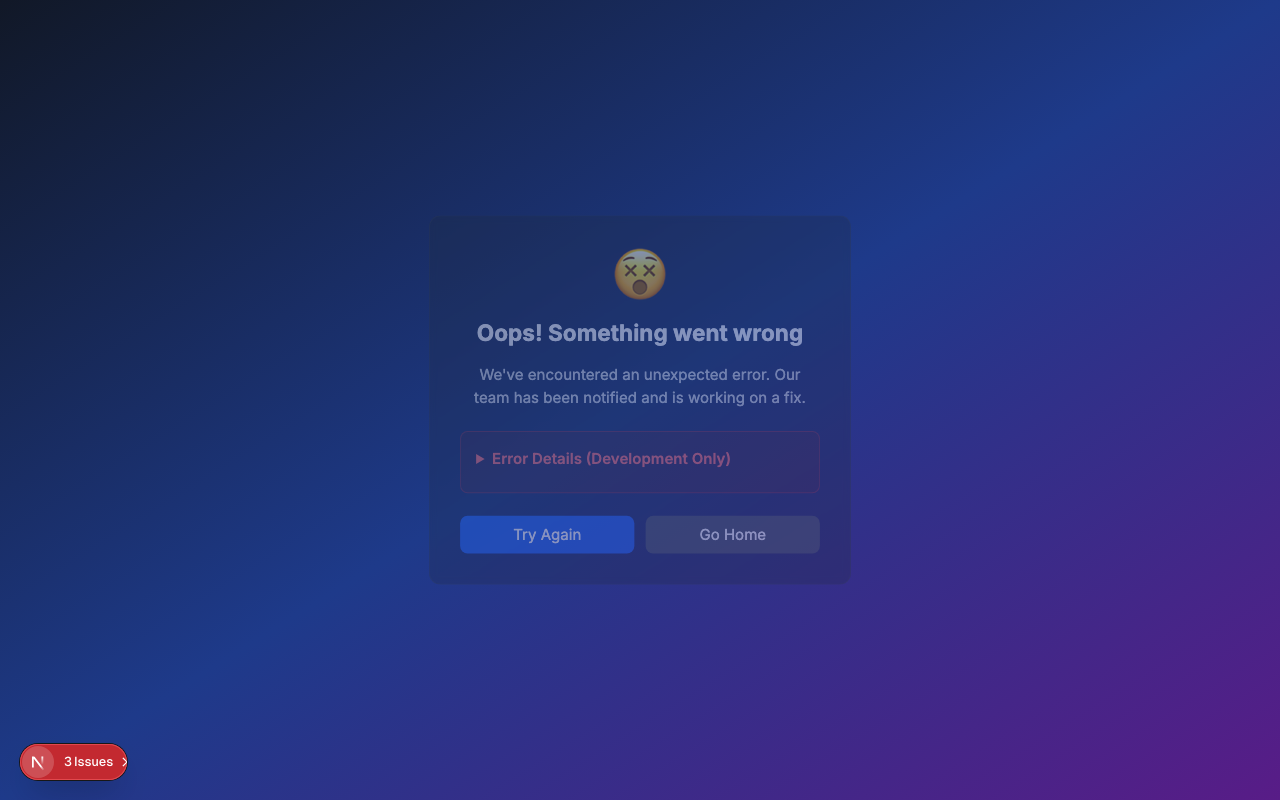 Oops! Something went wrong
We've encountered an unexpected error. Our
team has been notified and is working on a fix.
Error Details (Development Only)
Try Again
Go Home
N
3 Issues